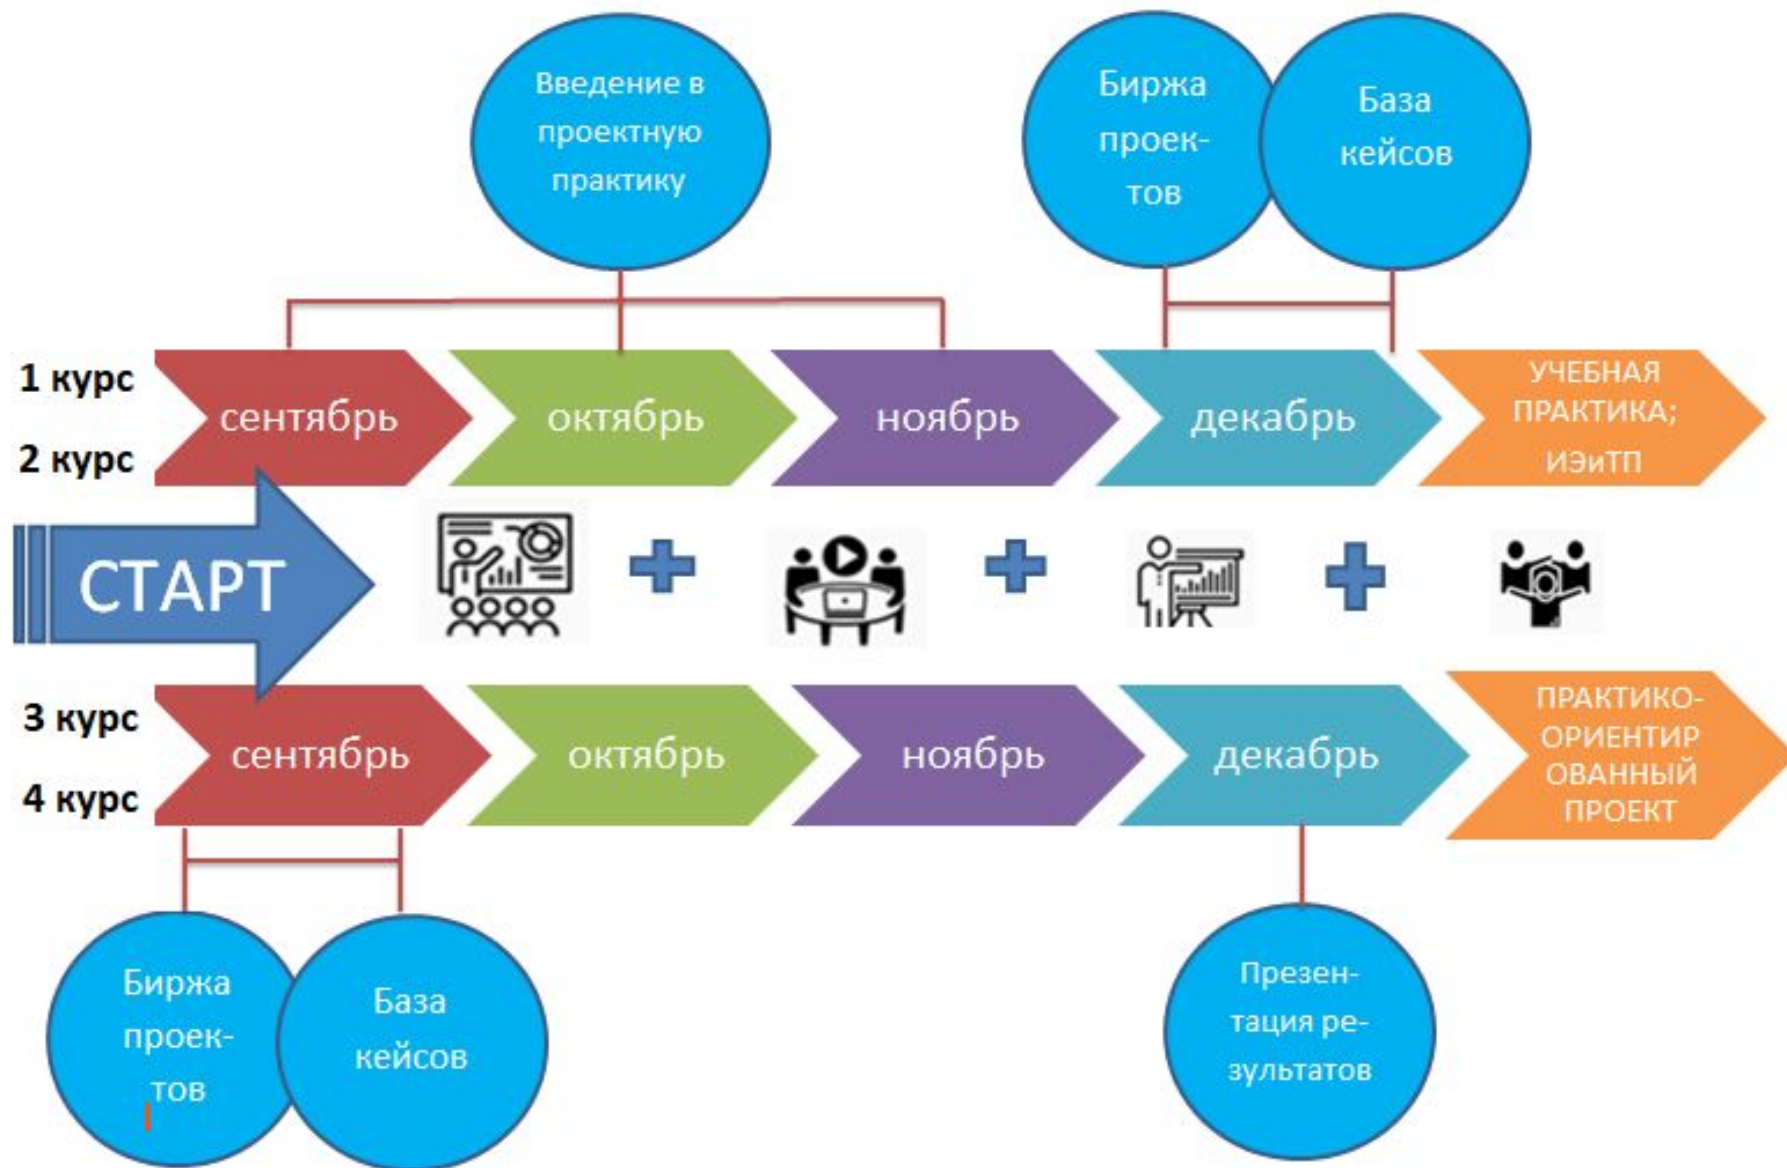 Введение в
проектную
практику
Биржа
проек-
тов
База
кейсов
1 курс
2 курс
сентябрь
октябрь
ноябрь
декабрь
УЧЕБНАЯ
ПРАКТИКА;
ИЭиТП
СТАРТ
3 курс
4 курс
сентябрь
октябрь
ноябрь
декабрь
ПРАКТИКО-
ОРИЕНТИР
ОВАННЫЙ
ПРОЕКТ
Биржа
проек-
тов
База
кейсов
Презен-
тация ре-
зультатов